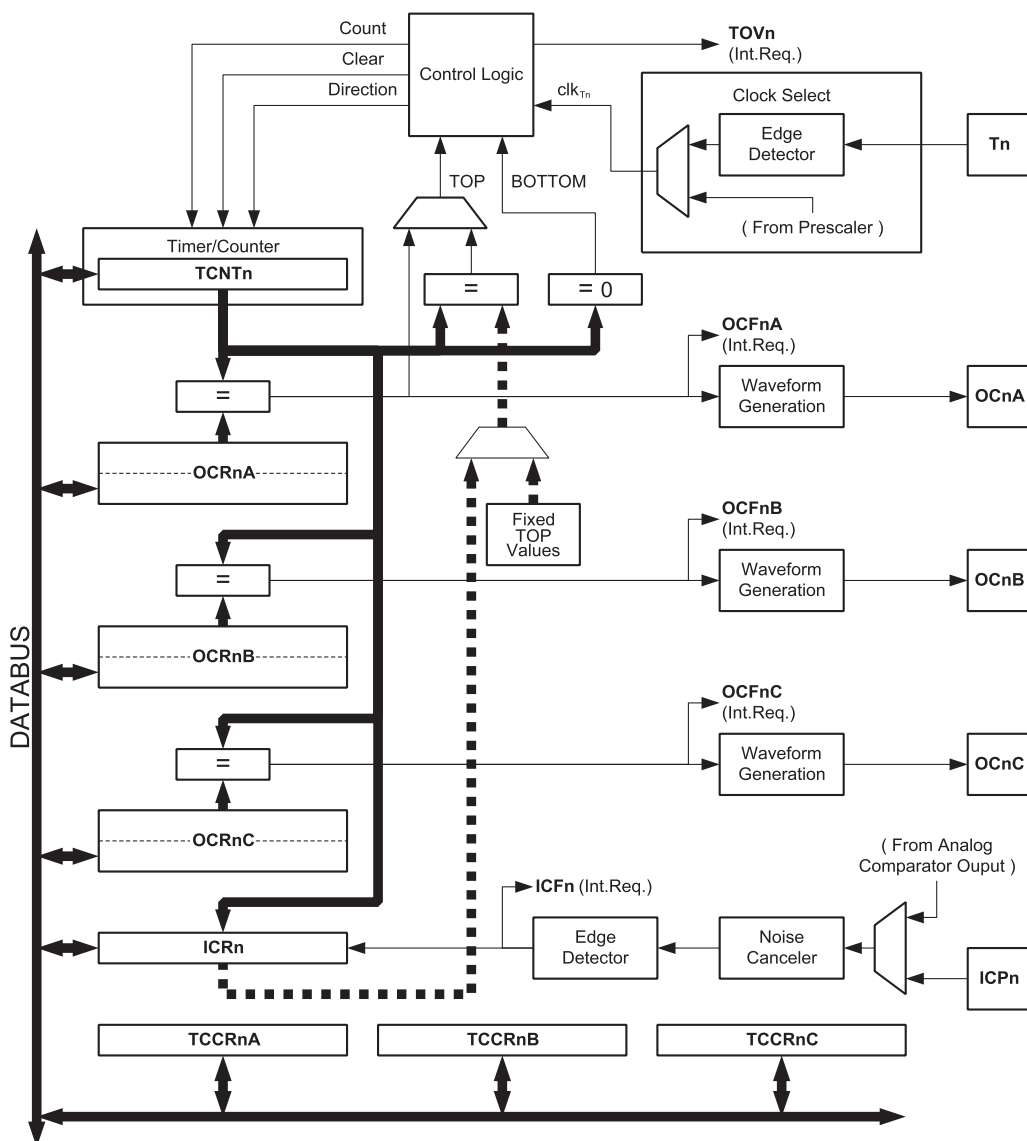 Count
Clear
Direction
Control Logic
TOVn
(Int.Req.)
clkTn
Clock Select
Edge
Detector
Tn
( From Prescaler )
TOP
BOTTOM
Timer/Counter
TCNTn
=
= 0
=
OCRnA
OCFnA
(Int.Req.)
Waveform
Generation
OCnA
Fixed
TOP
Values
=
OCRnB
OCFnB
(Int.Req.)
Waveform
Generation
OCnB
DATABUS
=
OCRnC
OCFnC
(Int.Req.)
Waveform
Generation
OCnC
( From Analog
Comparator Ouput )
ICRn
ICFn (Int.Req.)
Edge
Detector
Noise
Canceler
ICPn
TCCRnA
TCCRnB
TCCRnC